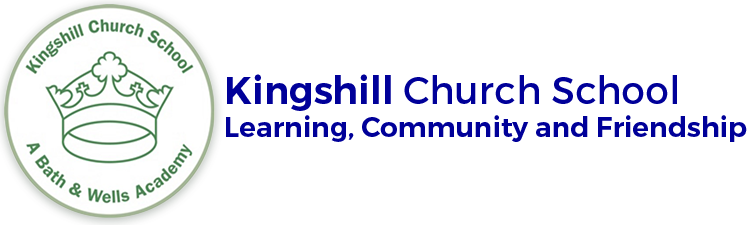 Kingshill Church School
A Bath & Wells Academy
Kingshill Church School
Learning, Community and Friendship